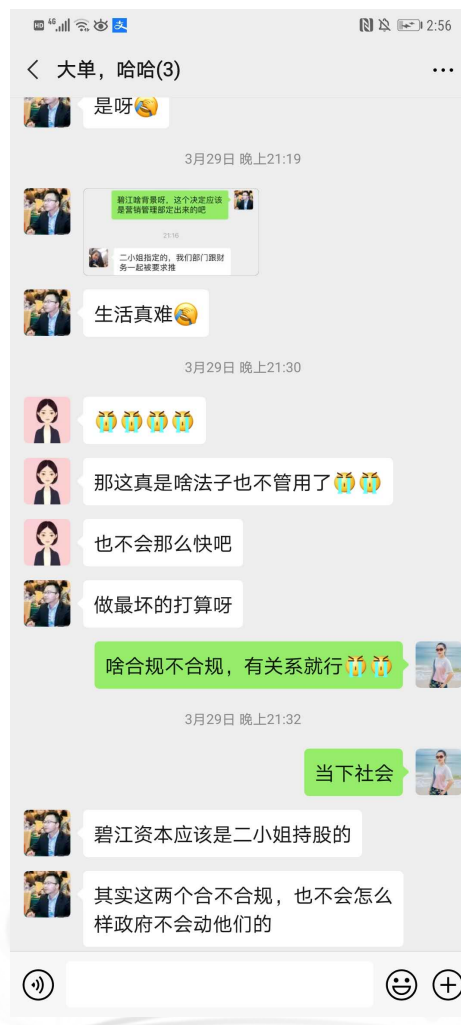 HD 46 2:56
大单，哈哈(3)
是呀
3月29日 晚上21:19
碧江啥背景呀，这个决定应该
是营销管理部定出来的吧
21:16
二小姐指定的，我们部门跟财
务一起被要求推
生活真难
3月29日 晚上21:30
那这真是啥法子也不管用了
也不会那么快吧
做最坏的打算呀
啥合规不合规，有关系就行
3月29日 晚上21:32
当下社会
碧江资本应该是二小姐持股的
其实这两个合不合规，也不会怎么
样政府不会动他们的